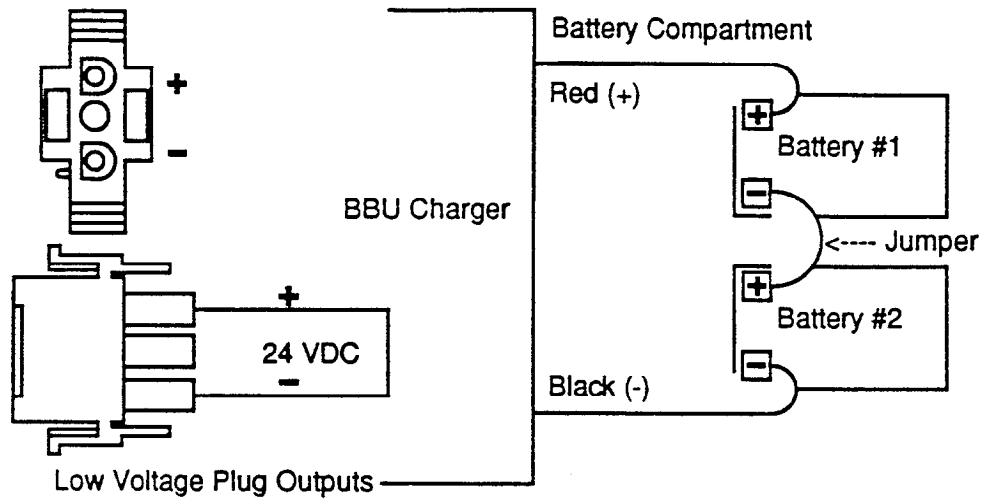 Battery Compartment
+
Red (+)
+
-
Battery #1
-
BBU Charger
<---- Jumper
+
+
Battery #2
24 VDC
-
-
Black (-)
Low Voltage Plug Outputs